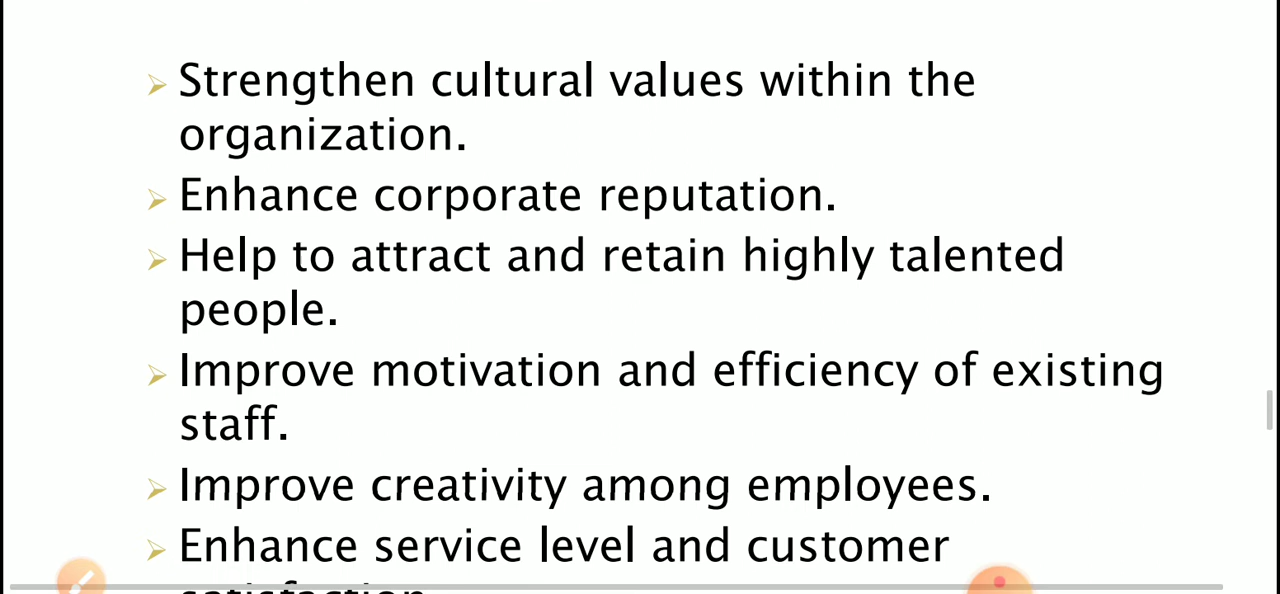 Strengthen cultural values within the
organization.
Enhance corporate reputation.
Help to attract and retain highly talented
people.
Improve motivation and efficiency of existing
staff.
Improve creativity among employees.
Enhance service level and customer